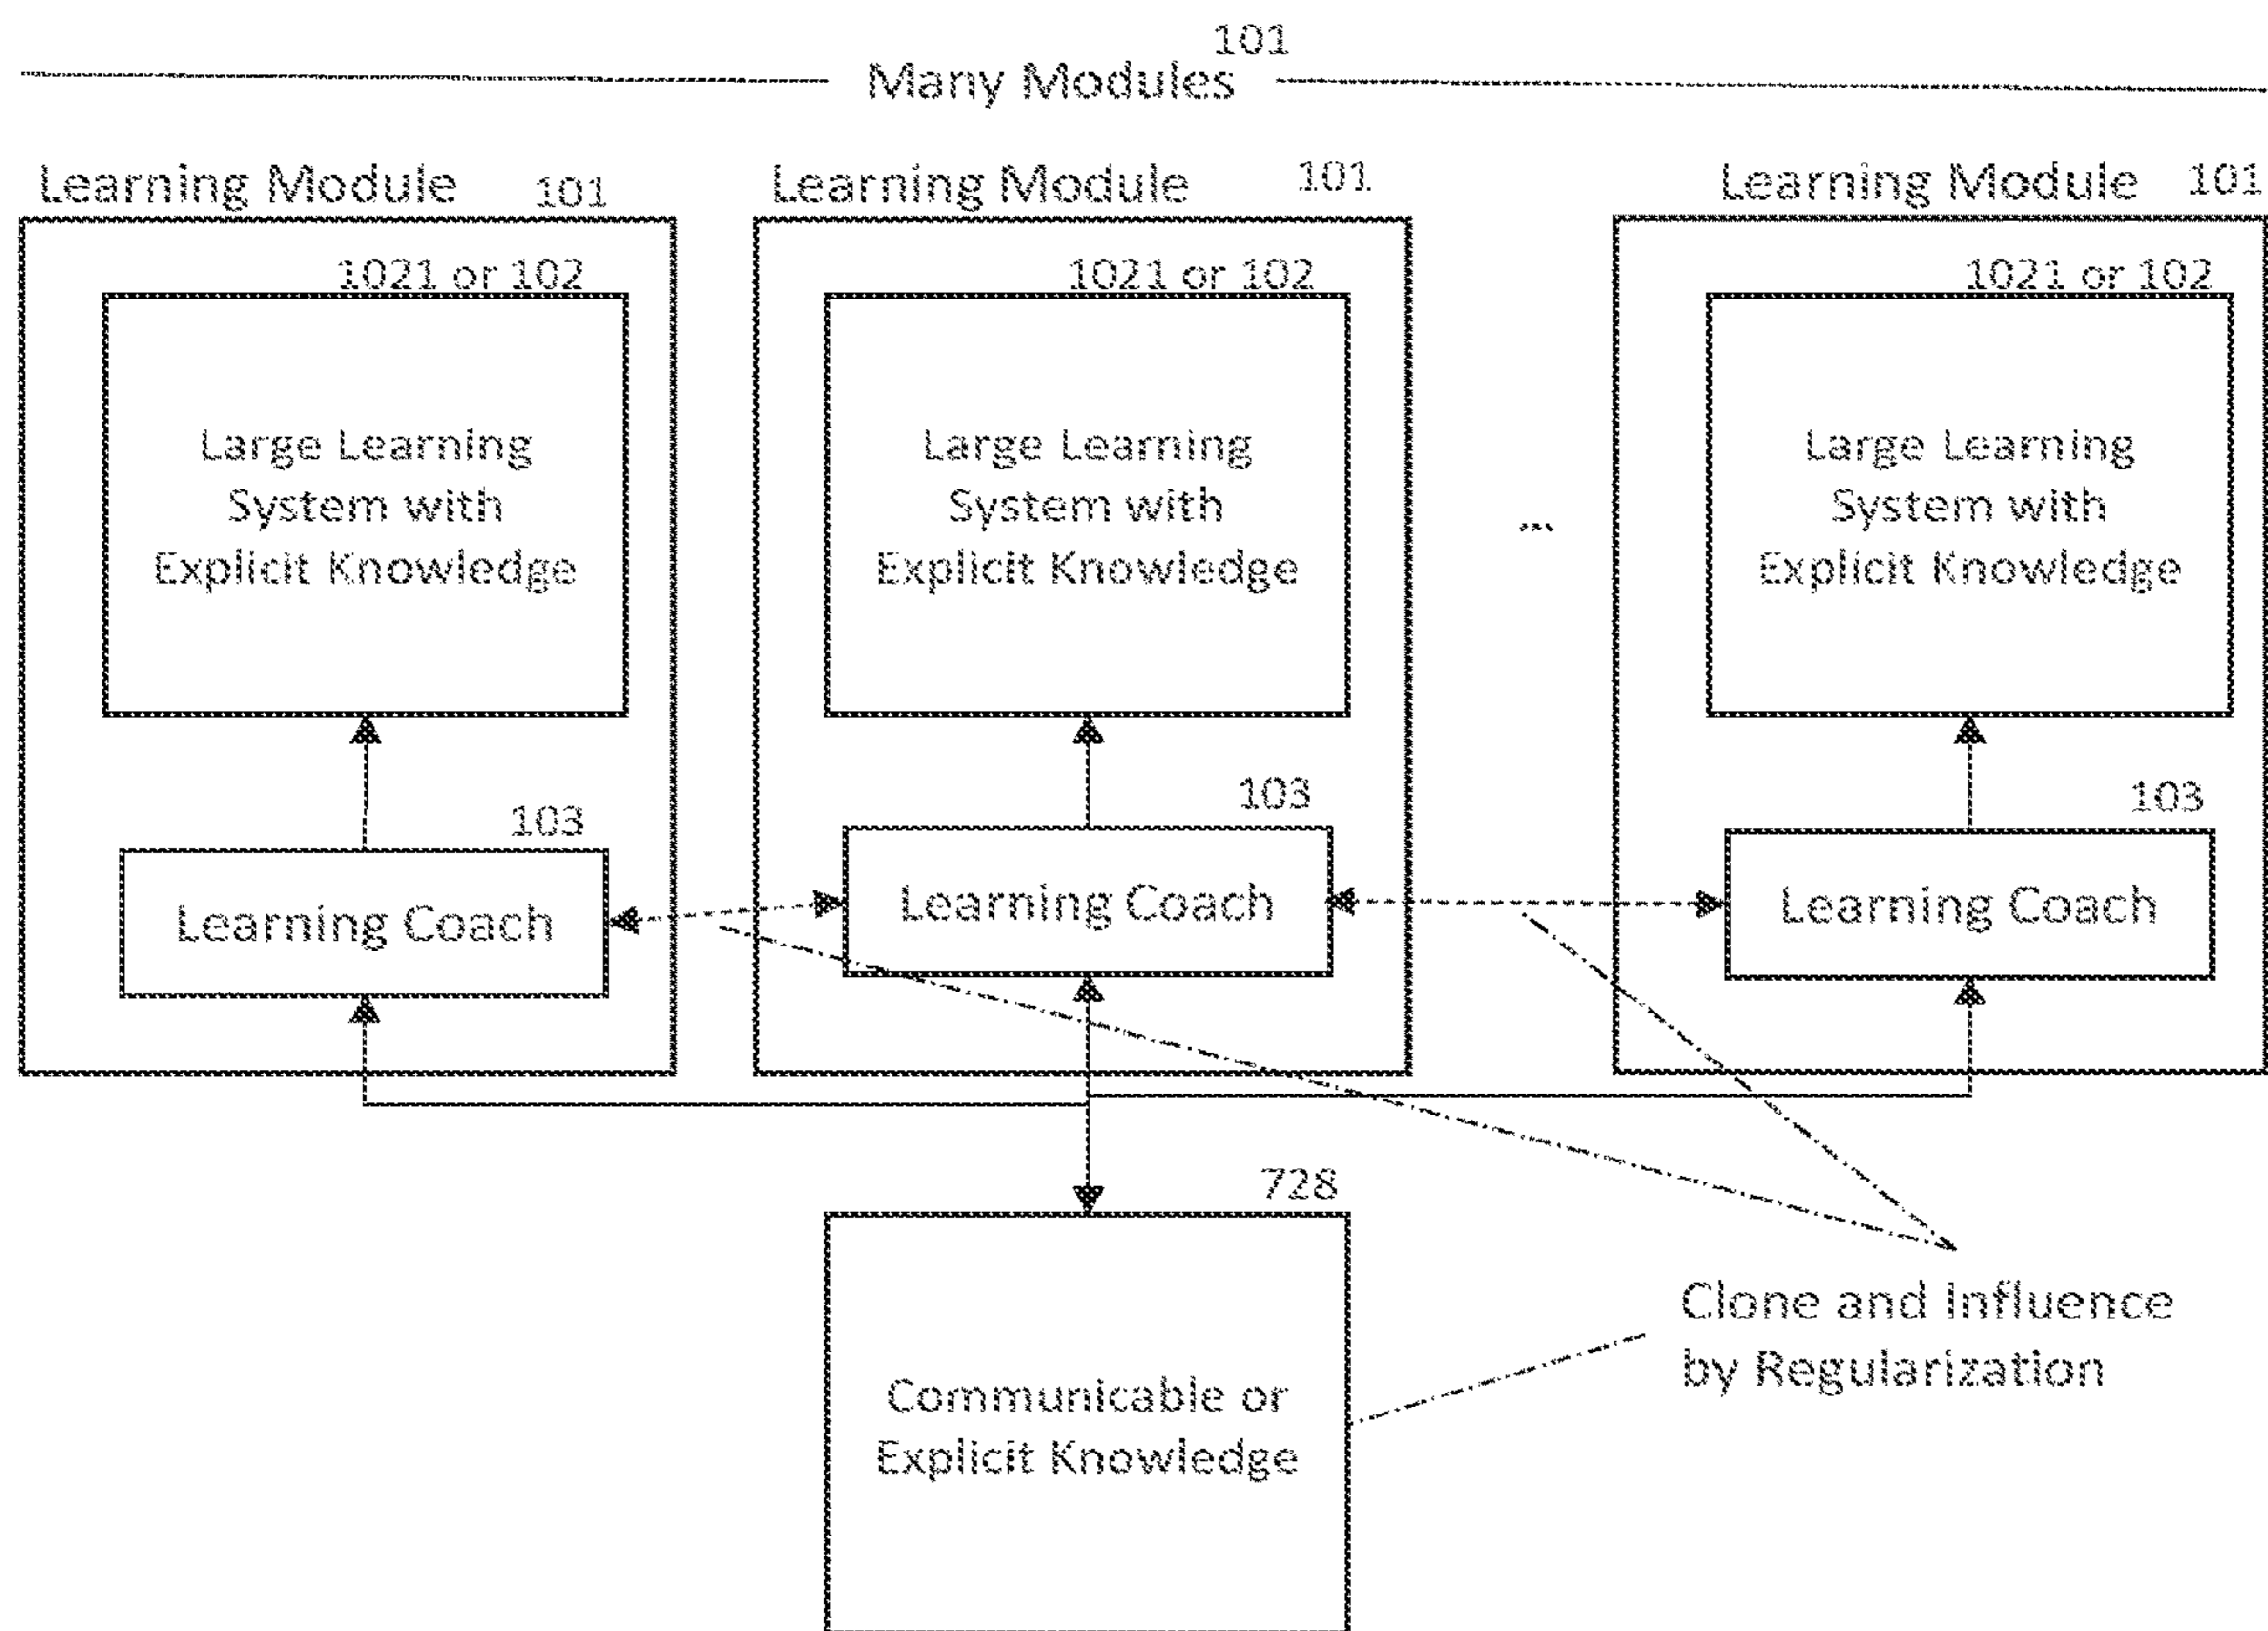 101
Many Modules
Learning Module 101
Learning Module 101
Learning Module 101
1021 or 102
1021 or 102
1021 or 102
Large Learning
System with
Explicit Knowledge
Large Learning
System with
Explicit Knowledge
...
Large Learning
System with
Explicit Knowledge
103
103
103
Learning Coach
Learning Coach
Learning Coach
728
Communicable or
Explicit Knowledge
Clone and Influence
by Regularization